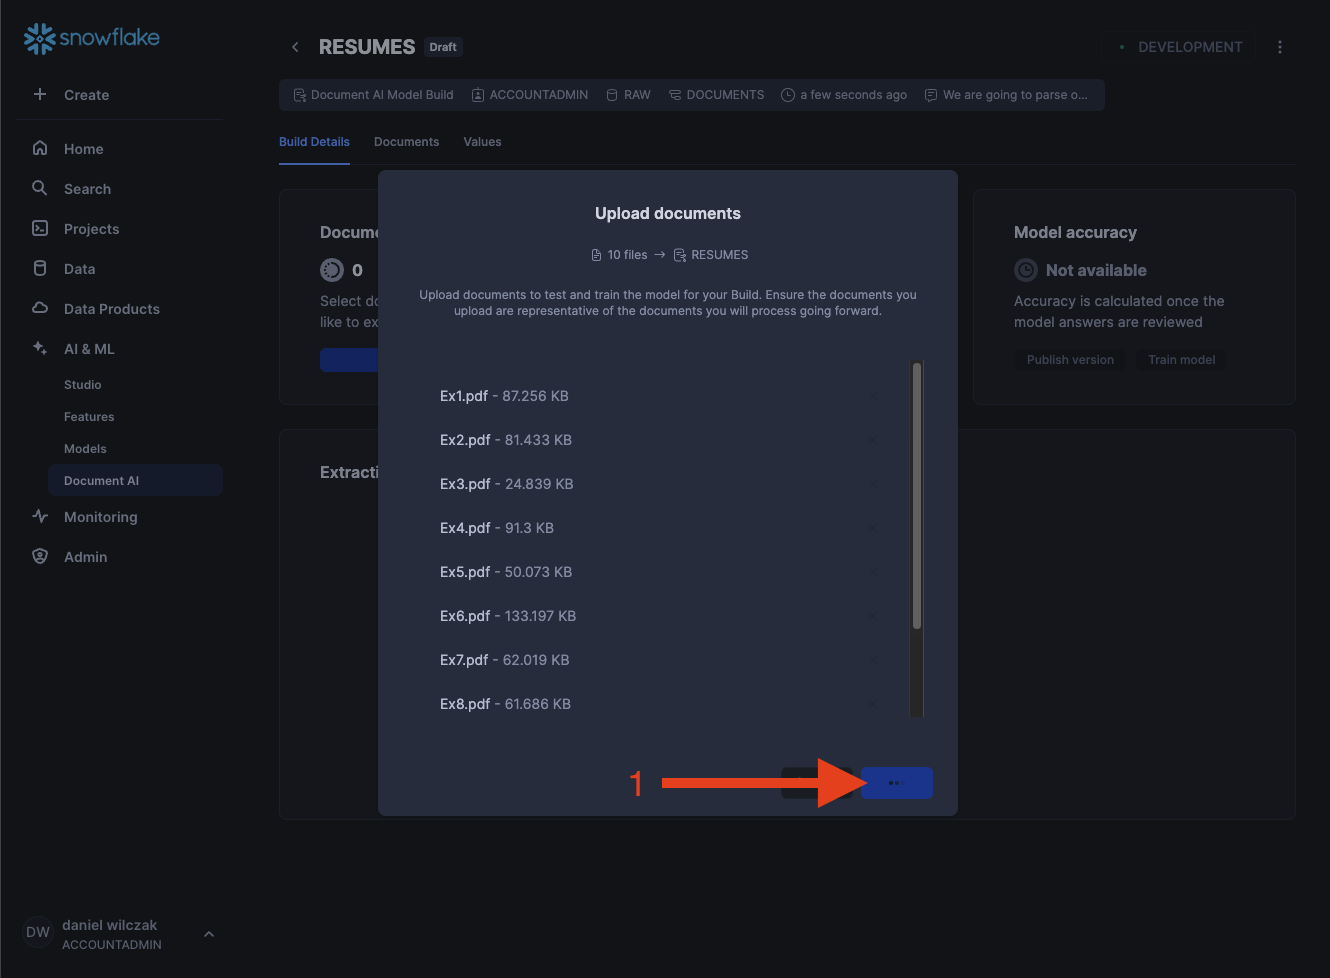 snowflake
Create
Home
Search
Projects
Data
Data Products
AI & ML
Studio
Features
Models
Document AI
Monitoring
Admin
DW
daniel wilczak
ACCOUNTADMIN
RESUMES
Draft
DEVELOPMENT
Document AI Model Build
ACCOUNTADMIN
RAW
DOCUMENTS
a few seconds ago
We are going to parse o...
Build Details
Documents
Values
Docume
0
Select do
like to ex
Extracti
Upload documents
10 files → RESUMES
Upload documents to test and train the model for your Build. Ensure the documents you
upload are representative of the documents you will process going forward.
Ex1.pdf - 87.256 KB
Ex2.pdf - 81.433 KB
Ex3.pdf - 24.839 KB
Ex4.pdf - 91.3 KB
Ex5.pdf - 50.073 KB
Ex6.pdf - 133.197 KB
Ex7.pdf - 62.019 KB
Ex8.pdf - 61.686 KB
1
Model accuracy
Not available
Accuracy is calculated once the
model answers are reviewed
Publish version
Train model